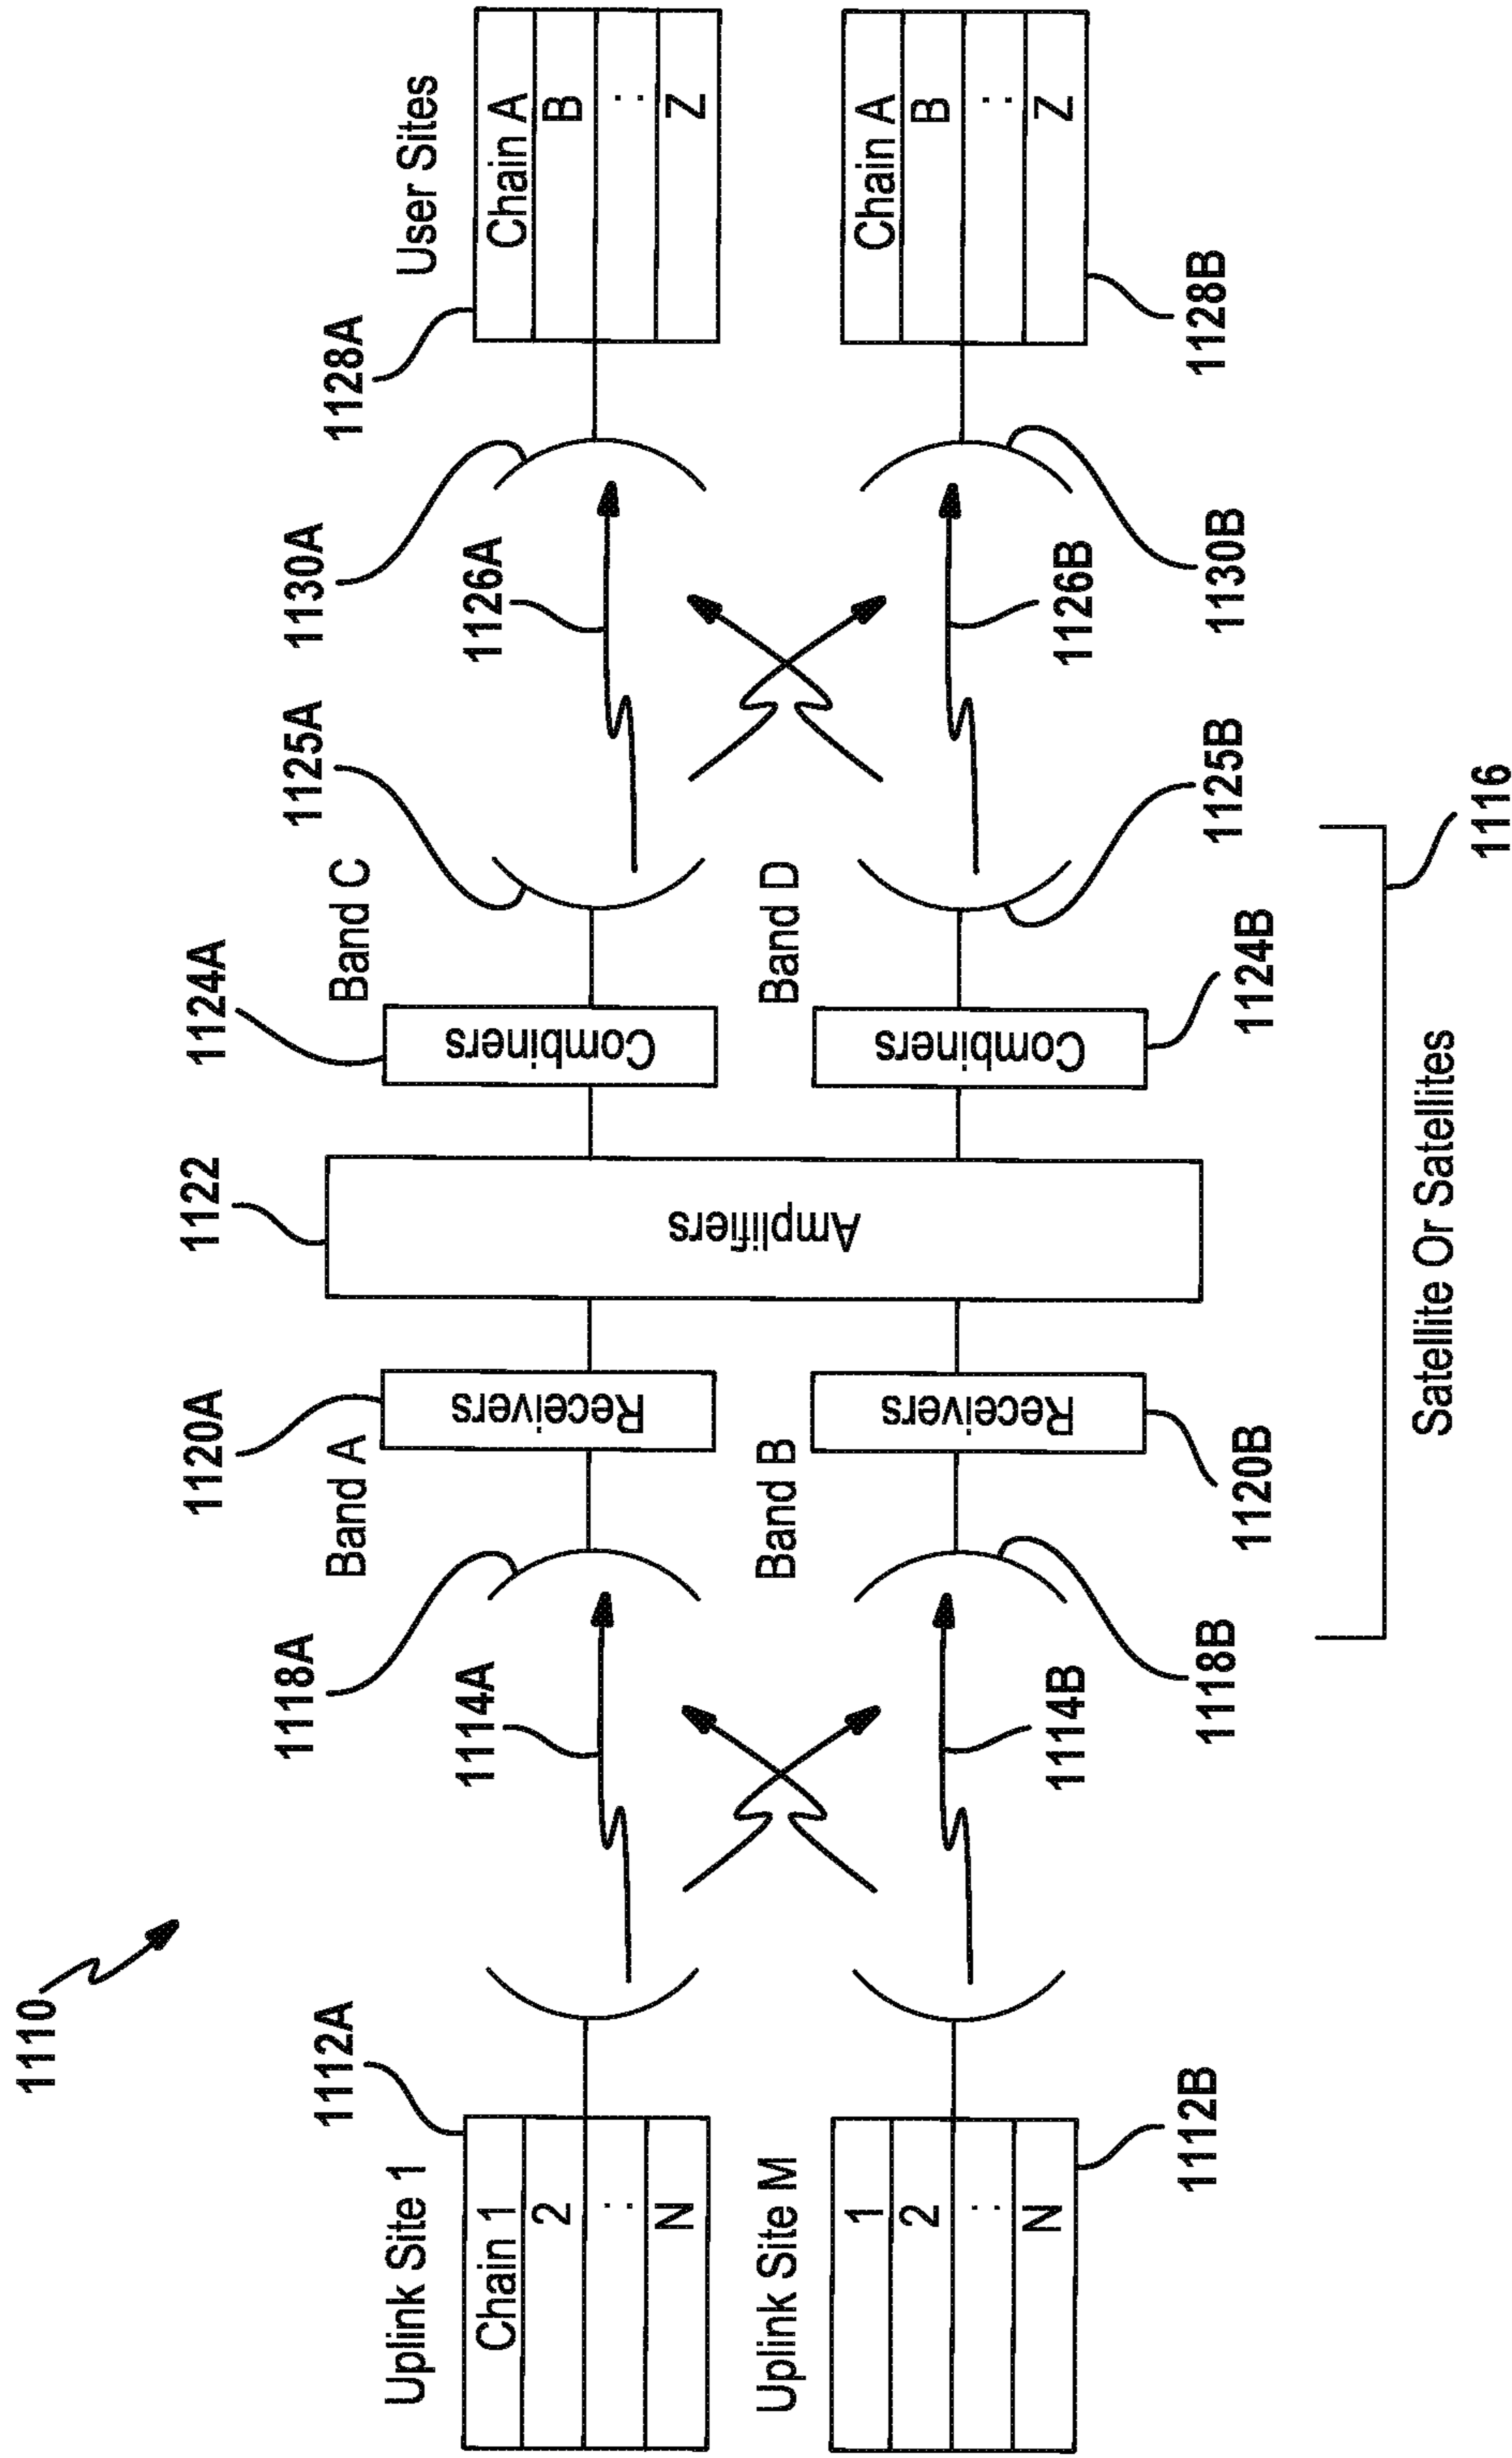 1110
Uplink Site 1
1112A
Chain 1
2
:
N
Uplink Site M
1
2
:
N
1112B
1114A
1114B
1118A
1118B
Band A
1120A
Receivers
Band B
Receivers
1120B
1122
Amplifiers
1124A
Band C
Combiners
Band D
Combiners
1124B
1125A
1125B
1126A
1126B
1130A
1130B
User Sites
1128A
Chain A
B
:
Z
Chain A
B
:
Z
1128B
1116
Satellite Or Satellites